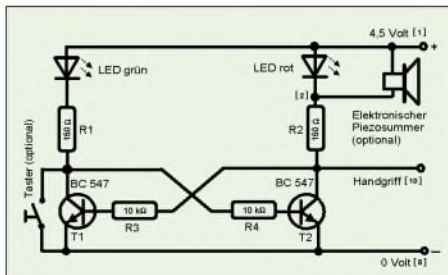 4,5 Volt [1]
+
LED grün
LED rot
[2]
150 Ω
R1
R2
150 Ω
Elektronischer
Piezosummer
(optional)
Taster (optional)
BC 547
BC 547
Handgriff [10]
10 kΩ
R3
10 kΩ
R4
T1
T2
0 Volt [8]